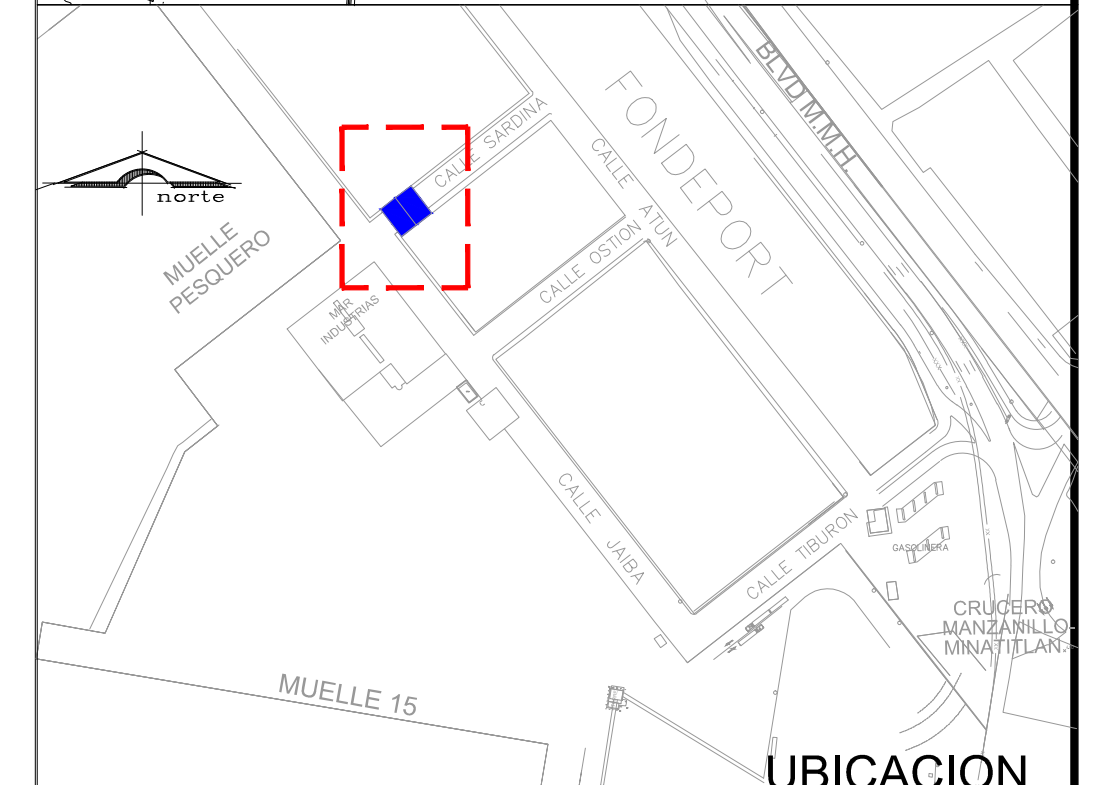 BLVD M.M.H.
FONDEPORT
CALLE SARDINA
CALLE ATUN
norte
MUELLE
PESQUERO
CALLE OSTION
MAR
INDUSTRIAS
CALLE JAIBA
CALLE TIBURON
GASOLINERA
CRUCERO
MANZANILLO-
MINATITLAN.
MUELLE 15
UBICACION